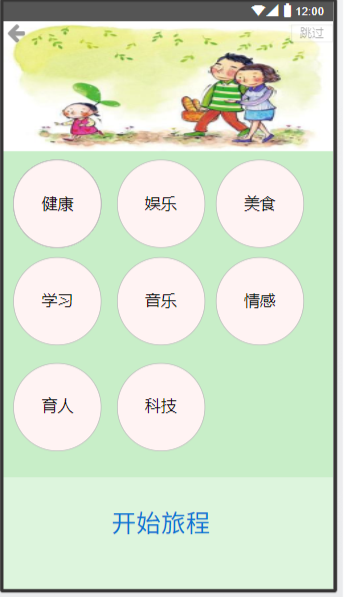 12:00
跳过
健康 娱乐 美食
学习 音乐 情感
育人 科技
开始旅程